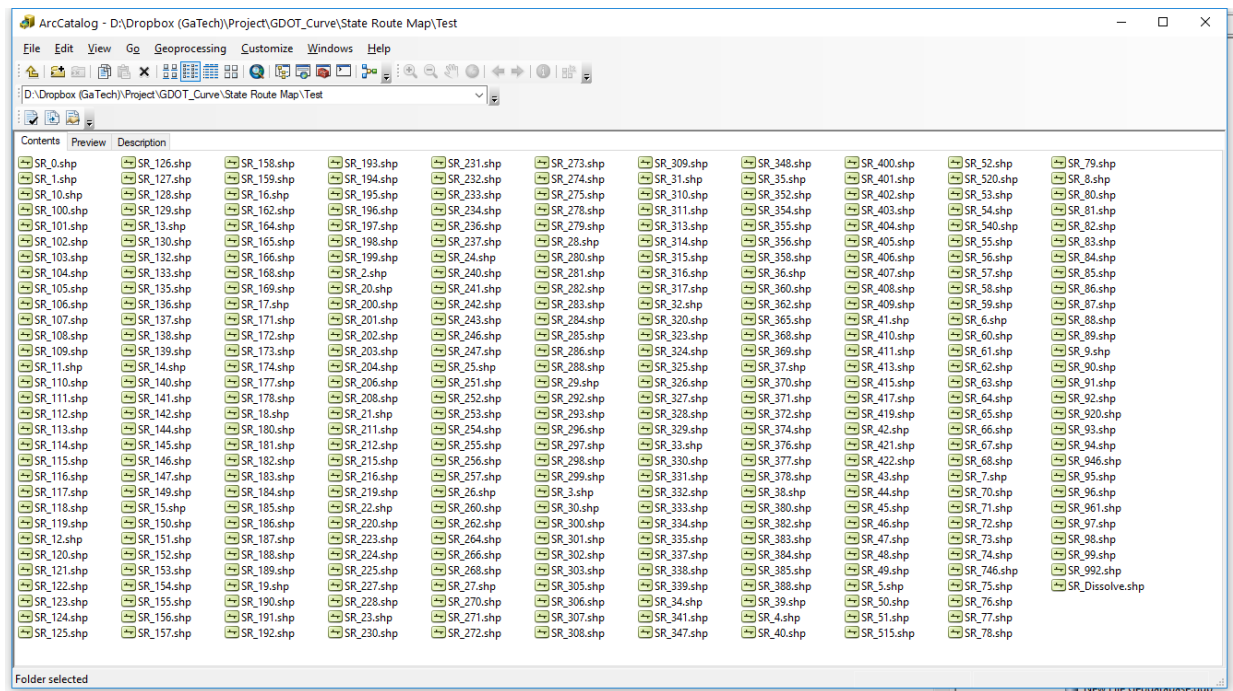 ArcCatalog - D:\Dropbox (GaTech)\Project\GDOT_Curve\State Route Map\Test
File Edit View Go Geoprocessing Customize Windows Help
D:\Dropbox (GaTech)\Project\GDOT_Curve\State Route Map\Test
Contents Preview Description
SR_0.shp SR_126.shp SR_158.shp SR_193.shp SR_231.shp SR_273.shp SR_309.shp SR_348.shp SR_400.shp SR_52.shp SR_79.shp
SR_1.shp SR_127.shp SR_159.shp SR_194.shp SR_232.shp SR_274.shp SR_31.shp SR_35.shp SR_401.shp SR_520.shp SR_8.shp
SR_10.shp SR_128.shp SR_16.shp SR_195.shp SR_233.shp SR_275.shp SR_310.shp SR_352.shp SR_402.shp SR_53.shp SR_80.shp
SR_100.shp SR_129.shp SR_162.shp SR_196.shp SR_234.shp SR_278.shp SR_311.shp SR_354.shp SR_403.shp SR_54.shp SR_81.shp
SR_101.shp SR_13.shp SR_164.shp SR_197.shp SR_236.shp SR_279.shp SR_313.shp SR_355.shp SR_404.shp SR_540.shp SR_82.shp
SR_102.shp SR_130.shp SR_165.shp SR_198.shp SR_237.shp SR_28.shp SR_314.shp SR_356.shp SR_405.shp SR_55.shp SR_83.shp
SR_103.shp SR_132.shp SR_166.shp SR_199.shp SR_24.shp SR_280.shp SR_315.shp SR_358.shp SR_406.shp SR_56.shp SR_84.shp
SR_104.shp SR_133.shp SR_168.shp SR_2.shp SR_240.shp SR_281.shp SR_316.shp SR_36.shp SR_407.shp SR_57.shp SR_85.shp
SR_105.shp SR_135.shp SR_169.shp SR_20.shp SR_241.shp SR_282.shp SR_317.shp SR_360.shp SR_408.shp SR_58.shp SR_86.shp
SR_106.shp SR_136.shp SR_17.shp SR_200.shp SR_242.shp SR_283.shp SR_32.shp SR_362.shp SR_409.shp SR_59.shp SR_87.shp
SR_107.shp SR_137.shp SR_171.shp SR_201.shp SR_243.shp SR_284.shp SR_320.shp SR_365.shp SR_41.shp SR_6.shp SR_88.shp
SR_108.shp SR_138.shp SR_172.shp SR_202.shp SR_246.shp SR_285.shp SR_323.shp SR_368.shp SR_410.shp SR_60.shp SR_89.shp
SR_109.shp SR_139.shp SR_173.shp SR_203.shp SR_247.shp SR_286.shp SR_324.shp SR_369.shp SR_411.shp SR_61.shp SR_9.shp
SR_11.shp SR_14.shp SR_174.shp SR_204.shp SR_25.shp SR_288.shp SR_325.shp SR_37.shp SR_413.shp SR_62.shp SR_90.shp
SR_110.shp SR_140.shp SR_177.shp SR_206.shp SR_251.shp SR_29.shp SR_326.shp SR_370.shp SR_415.shp SR_63.shp SR_91.shp
SR_111.shp SR_141.shp SR_178.shp SR_208.shp SR_252.shp SR_292.shp SR_327.shp SR_371.shp SR_417.shp SR_64.shp SR_92.shp
SR_112.shp SR_142.shp SR_18.shp SR_21.shp SR_253.shp SR_293.shp SR_328.shp SR_372.shp SR_419.shp SR_65.shp SR_920.shp
SR_113.shp SR_144.shp SR_180.shp SR_211.shp SR_254.shp SR_296.shp SR_329.shp SR_374.shp SR_42.shp SR_66.shp SR_93.shp
SR_114.shp SR_145.shp SR_181.shp SR_212.shp SR_255.shp SR_297.shp SR_33.shp SR_376.shp SR_421.shp SR_67.shp SR_94.shp
SR_115.shp SR_146.shp SR_182.shp SR_215.shp SR_256.shp SR_298.shp SR_330.shp SR_377.shp SR_422.shp SR_68.shp SR_946.shp
SR_116.shp SR_147.shp SR_183.shp SR_216.shp SR_257.shp SR_299.shp SR_331.shp SR_378.shp SR_43.shp SR_7.shp SR_95.shp
SR_117.shp SR_149.shp SR_184.shp SR_219.shp SR_26.shp SR_3.shp SR_332.shp SR_38.shp SR_44.shp SR_70.shp SR_96.shp
SR_118.shp SR_15.shp SR_185.shp SR_22.shp SR_260.shp SR_30.shp SR_333.shp SR_380.shp SR_45.shp SR_71.shp SR_961.shp
SR_119.shp SR_150.shp SR_186.shp SR_220.shp SR_262.shp SR_300.shp SR_334.shp SR_382.shp SR_46.shp SR_72.shp SR_97.shp
SR_12.shp SR_151.shp SR_187.shp SR_223.shp SR_264.shp SR_301.shp SR_335.shp SR_383.shp SR_47.shp SR_73.shp SR_98.shp
SR_120.shp SR_152.shp SR_188.shp SR_224.shp SR_266.shp SR_302.shp SR_337.shp SR_384.shp SR_48.shp SR_74.shp SR_99.shp
SR_121.shp SR_153.shp SR_189.shp SR_225.shp SR_268.shp SR_303.shp SR_338.shp SR_385.shp SR_49.shp SR_746.shp SR_992.shp
SR_122.shp SR_154.shp SR_19.shp SR_227.shp SR_27.shp SR_305.shp SR_339.shp SR_388.shp SR_5.shp SR_75.shp SR_Dissolve.shp
SR_123.shp SR_155.shp SR_190.shp SR_228.shp SR_270.shp SR_306.shp SR_34.shp SR_39.shp SR_50.shp SR_76.shp
SR_124.shp SR_156.shp SR_191.shp SR_23.shp SR_271.shp SR_307.shp SR_341.shp SR_4.shp SR_51.shp SR_77.shp
SR_125.shp SR_157.shp SR_192.shp SR_230.shp SR_272.shp SR_308.shp SR_347.shp SR_40.shp SR_515.shp SR_78.shp
Folder selected